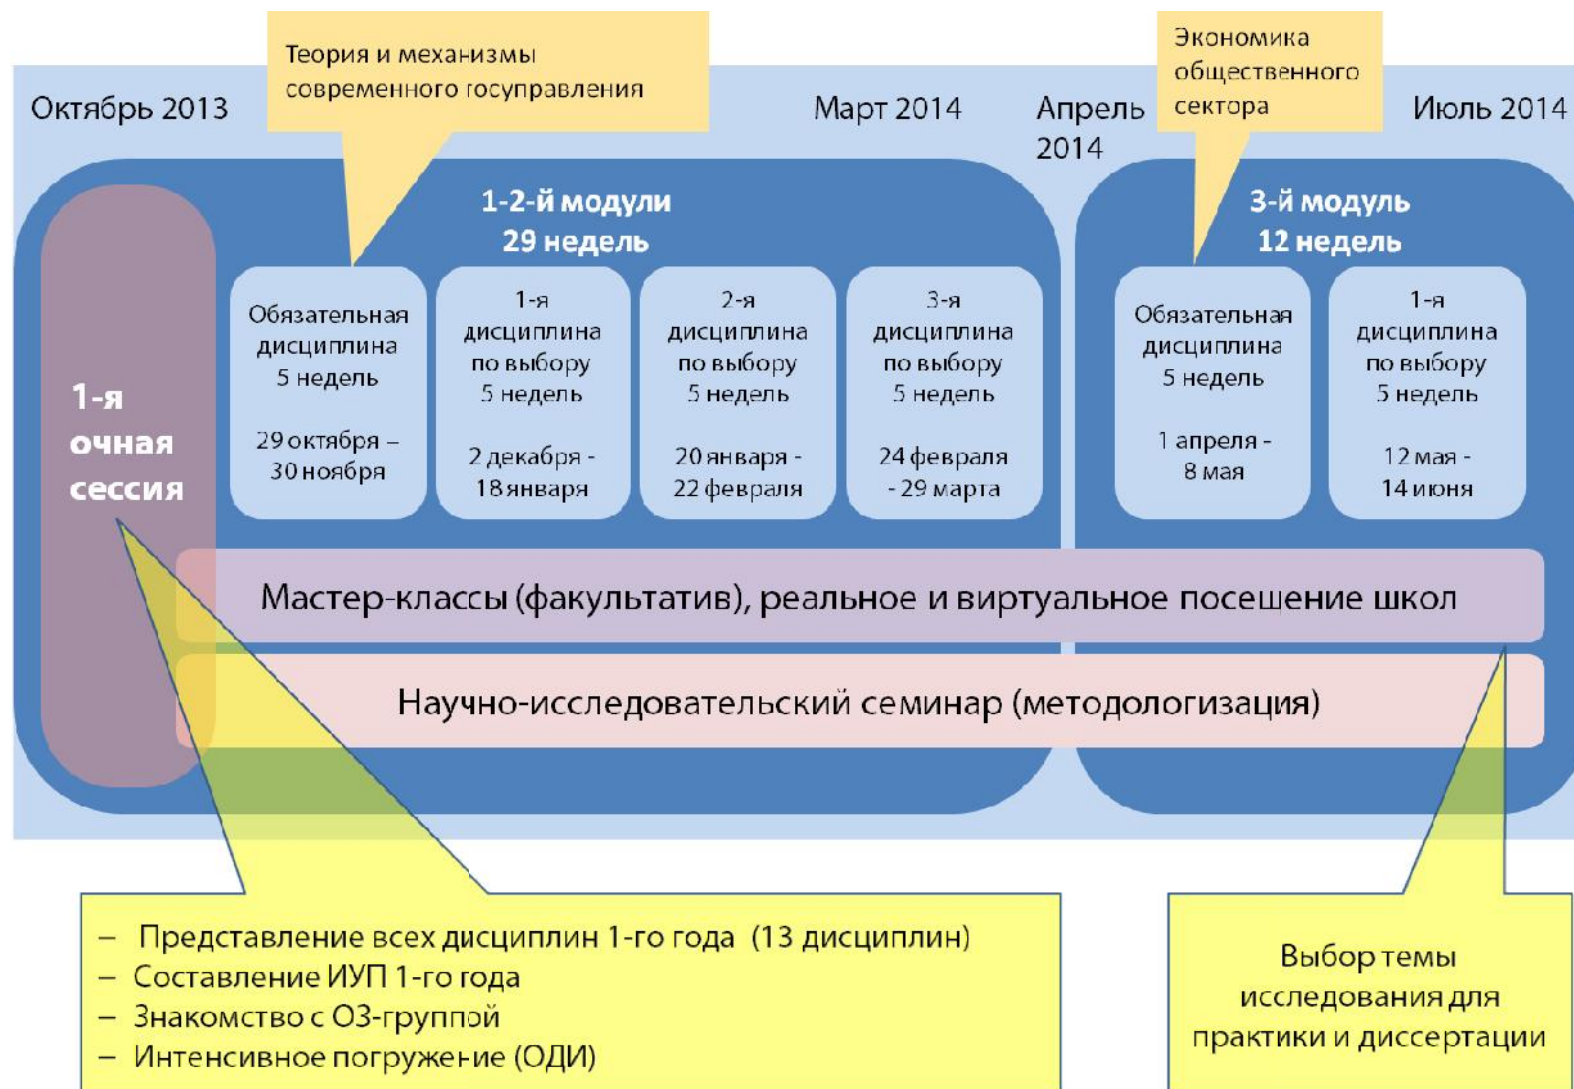 Теория и механизмы
современного госуправления
Экономика
общественного
сектора
Октябрь 2013
Март 2014
Апрель
2014
Июль 2014
1-2-й модули
29 недель
3-й модуль
12 недель
1-я
очная
сессия
Обязательная
дисциплина
5 недель
29 октября –
30 ноября
1-я
дисциплина
по выбору
5 недель
2 декабря -
18 января
2-я
дисциплина
по выбору
5 недель
20 января -
22 февраля
3-я
дисциплина
по выбору
5 недель
24 февраля
- 29 марта
Обязательная
дисциплина
5 недель
1 апреля -
8 мая
1-я
дисциплина
по выбору
5 недель
12 мая -
14 июня
Мастер-классы (факультатив), реальное и виртуальное посешение школ
Научно-исследовательский семинар (методологизация)
– Представление всех дисциплин 1-го года (13 дисциплин)
– Составление ИУП 1-го года
– Знакомство с ОЗ-группой
– Интенсивное погружение (ОДИ)
Выбор темы
исследования для
практики и диссертации